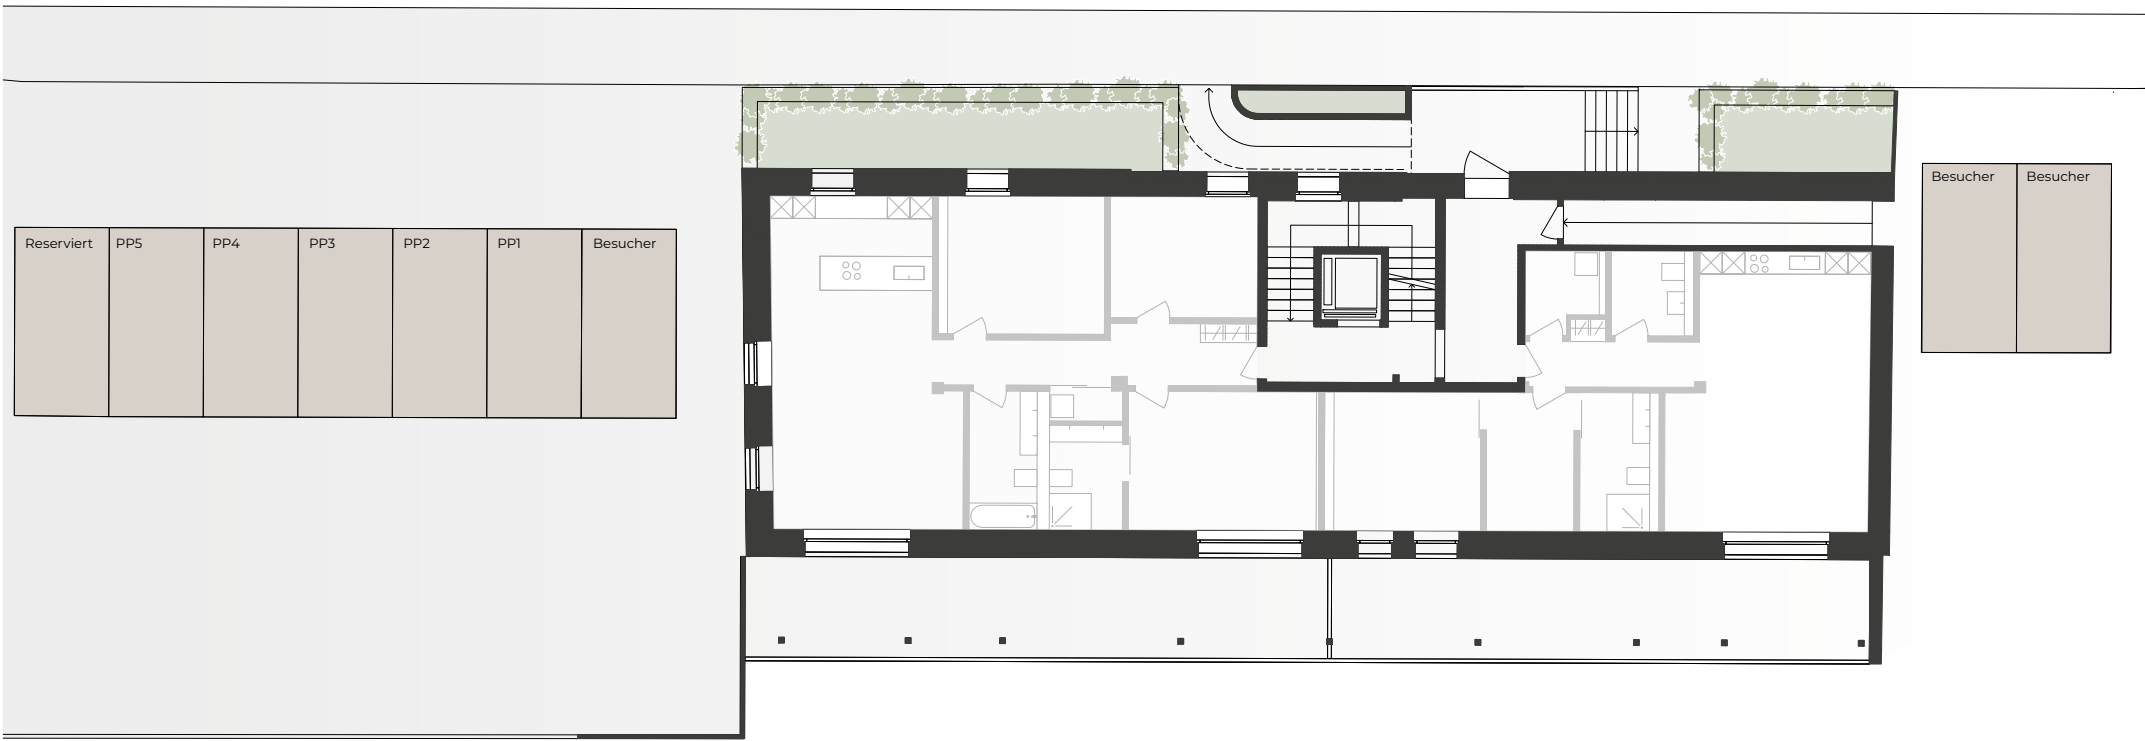 Besucher
Besucher
Reserviert
PP5
PP4
PP3
PP2
PP1
Besucher